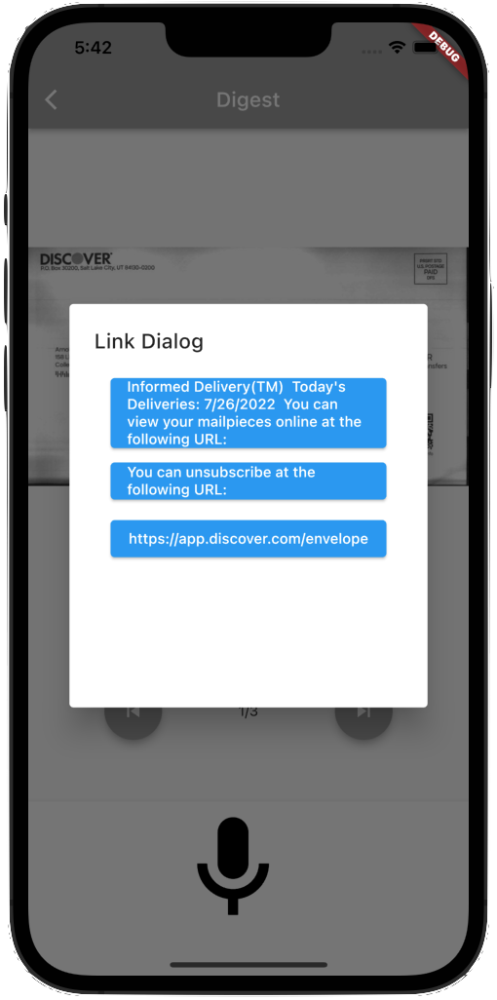 5:42
DEBUG
Digest
DISCOVER
P.O. Box 30200, Salt Lake City, UT 84130-0200
PRSRT STD
U.S. POSTAGE
PAID
DFS
Link Dialog
Informed Delivery(TM)  Today's
Deliveries: 7/26/2022  You can
view your mailpieces online at the
following URL:
You can unsubscribe at the
following URL:
https://app.discover.com/envelope
1/3